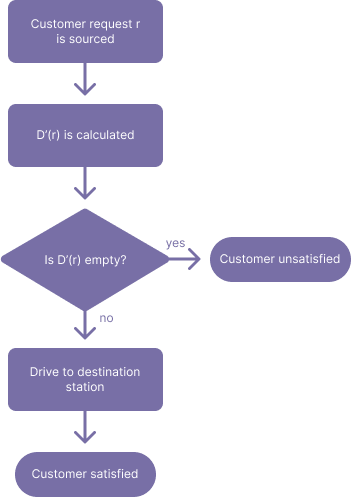 Customer request r
is sourced
D’(r) is calculated
Is D’(r) empty?
yes
Customer unsatisfied
no
Drive to destination
station
Customer satisfied